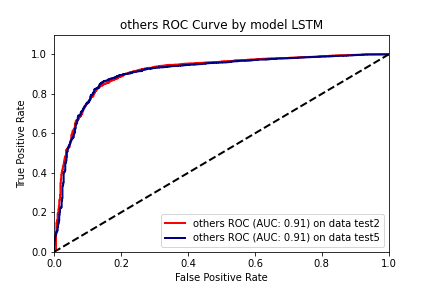 others ROC Curve by model LSTM
True Positive Rate
1.0
0.8
0.6
0.4
0.2
0.0
others ROC (AUC: 0.91) on data test2
others ROC (AUC: 0.91) on data test5
0.0 0.2 0.4 0.6 0.8 1.0
False Positive Rate